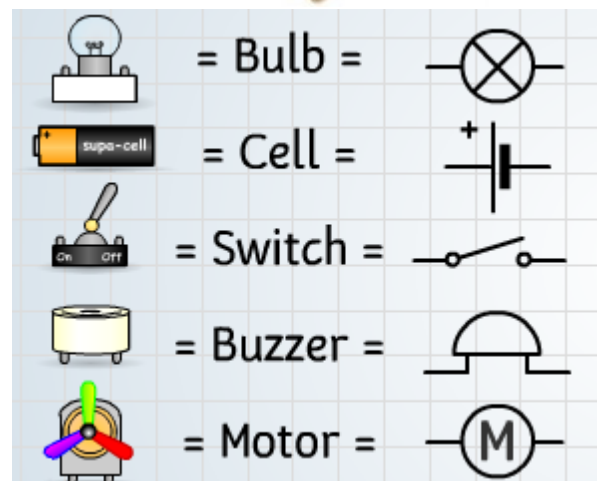 = Bulb =
+ supa-cell = Cell = +
On Off = Switch =
= Buzzer =
= Motor = M